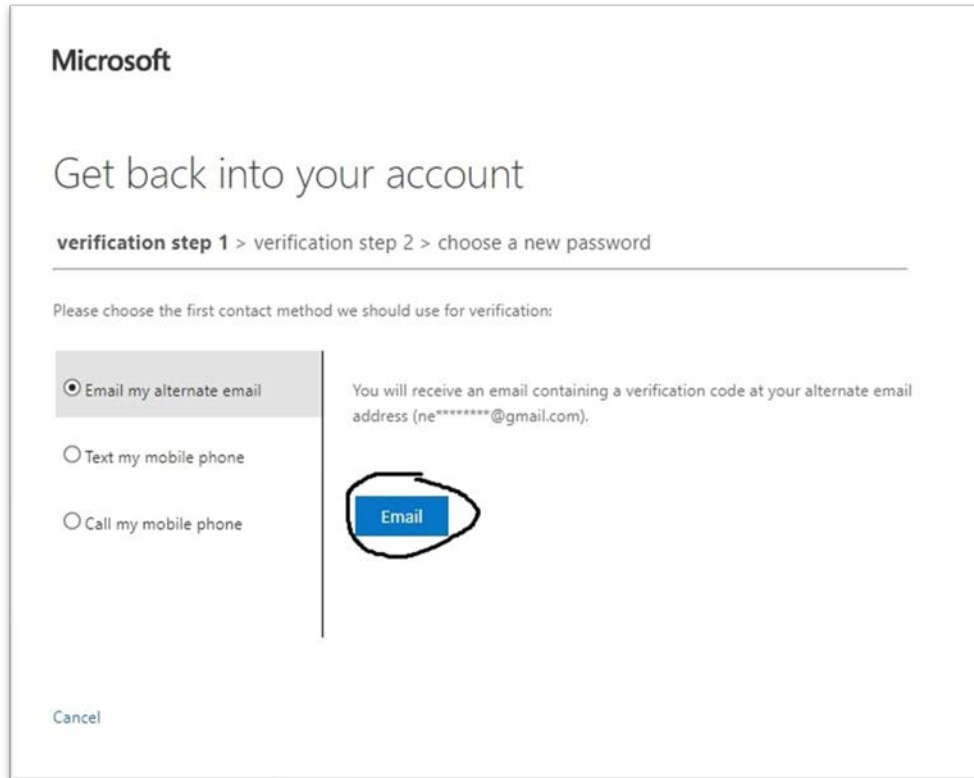 Microsoft
Get back into your account
verification step 1 > verification step 2 > choose a new password
Please choose the first contact method we should use for verification:
Email my alternate email
Text my mobile phone
Call my mobile phone
You will receive an email containing a verification code at your alternate email
address (ne********@gmail.com).
Email
Cancel